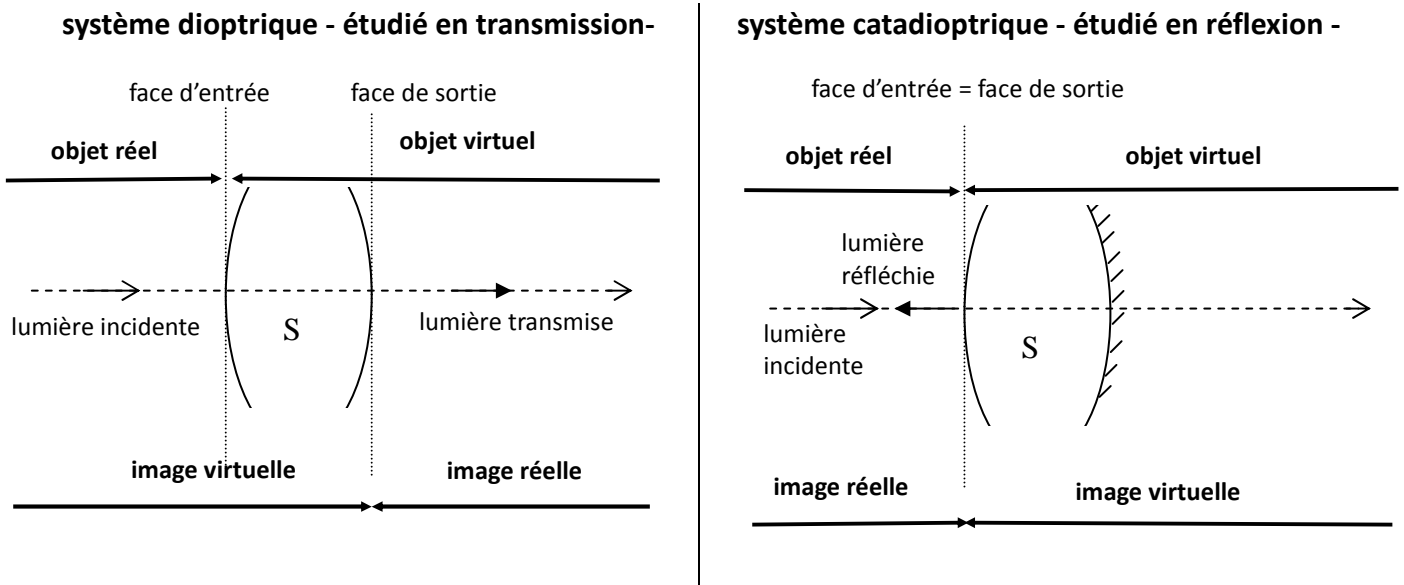 système dioptrique - étudié en transmission-
face d’entrée
face de sortie
objet réel
objet virtuel
lumière incidente
S
lumière transmise
image virtuelle
image réelle
système catadioptrique - étudié en réflexion -
face d’entrée = face de sortie
objet réel
objet virtuel
lumière
réfléchie
lumière
incidente
S
image réelle
image virtuelle